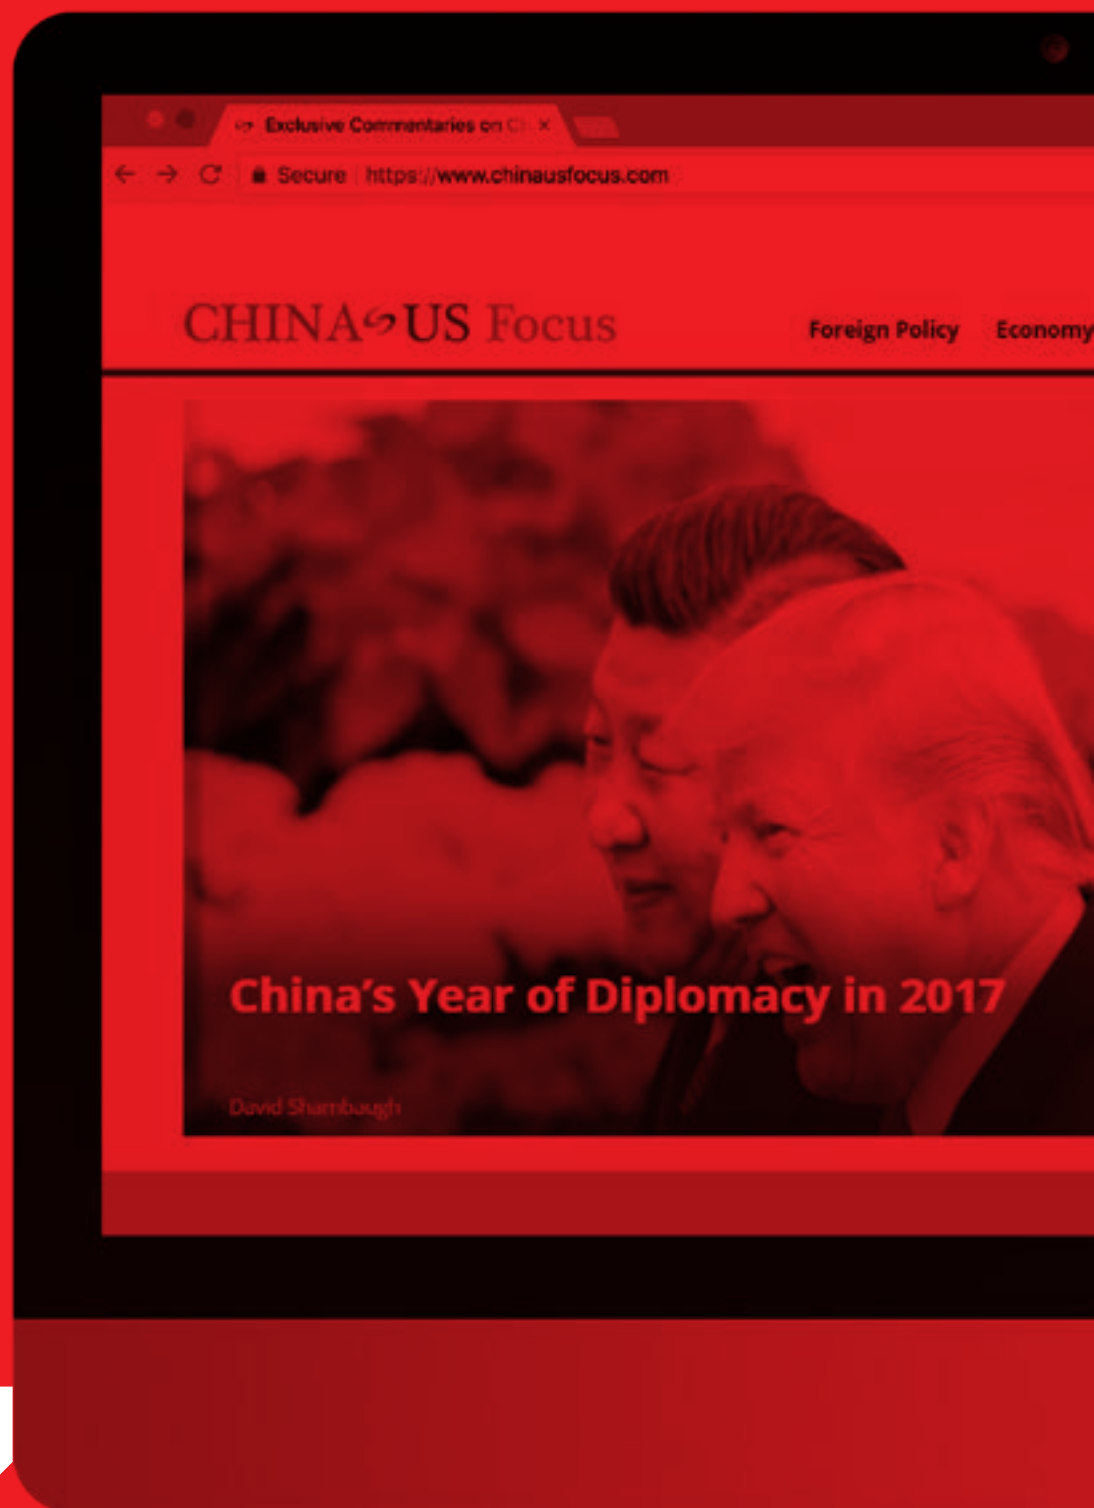 Exclusive Commentaries on C
Secure https://www.chinausfocus.com
CHINA US Focus
Foreign Policy Economy
China's Year of Diplomacy in 2017
David Shambaugh